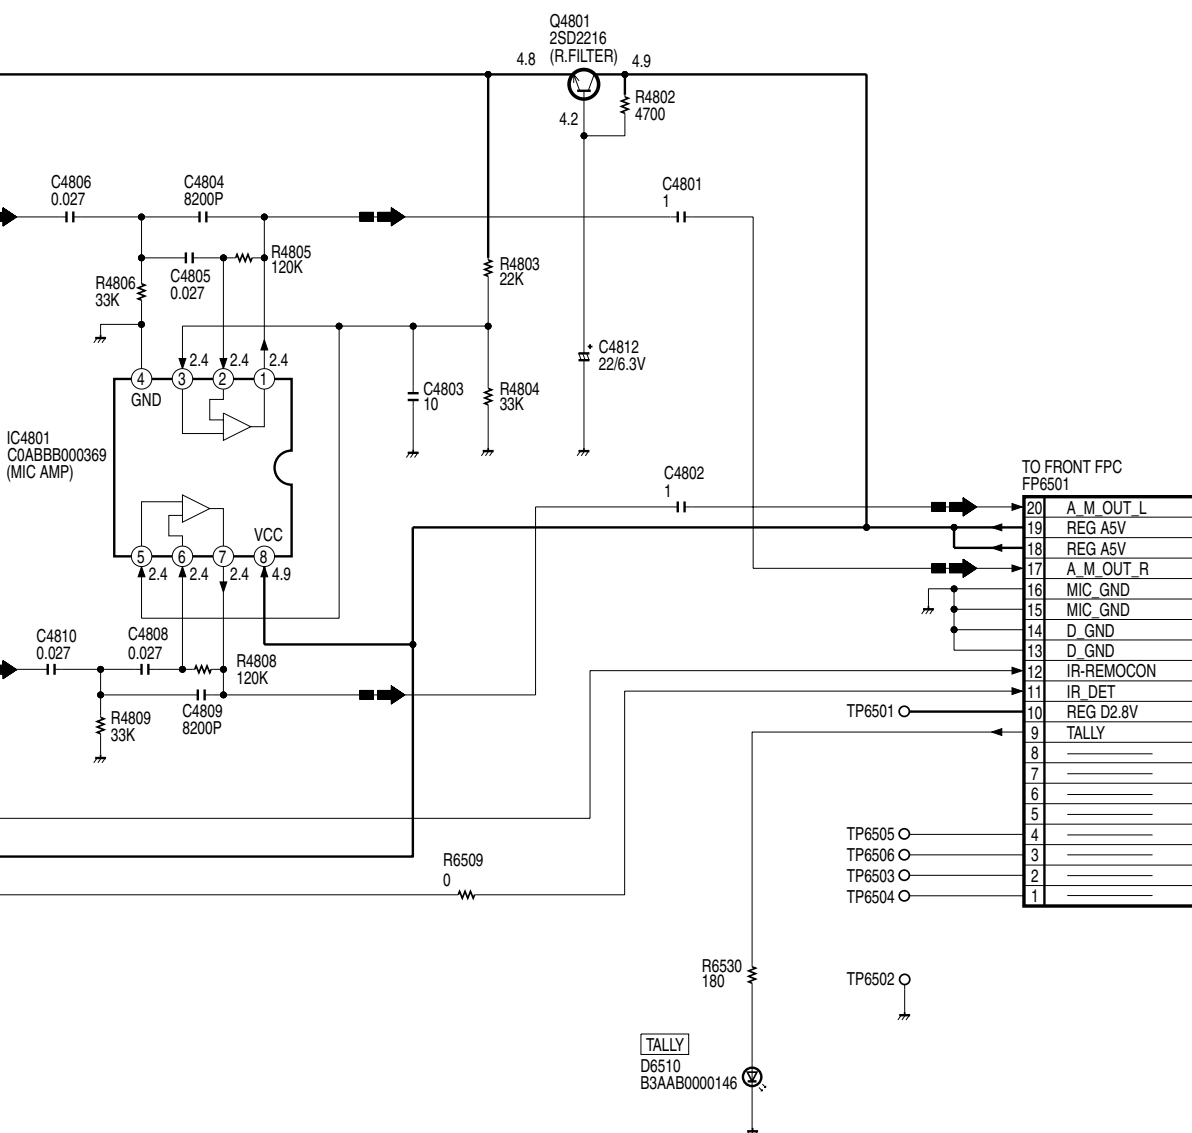 Q4801
2SD2216
(R.FILTER)
4.8
4.9
R4802
4700
4.2
C4806
0.027
C4804
8200P
C4801
1
R4805
120K
C4805
0.027
R4806
33K
R4803
22K
C4812
22/6.3V
+
2.4
2.4
2.4
4
3
2
1
GND
C4803
10
R4804
33K
IC4801
C0ABBB000369
(MIC AMP)
VCC
5
6
7
8
2.4
2.4
2.4
4.9
C4802
1
TO FRONT FPC
FP6501
20 A_M_OUT_L
19 REG A5V
18 REG A5V
17 A_M_OUT_R
16 MIC_GND
15 MIC_GND
14 D_GND
13 D_GND
12 IR-REMOCON
11 IR_DET
TP6501 10 REG D2.8V
9 TALLY
8
7
6
5
TP6505 4
TP6506 3
TP6503 2
TP6504 1
C4810
0.027
C4808
0.027
R4808
120K
R4809
33K
C4809
8200P
R6509
0
R6530
180
TP6502
TALLY
D6510
B3AAB0000146